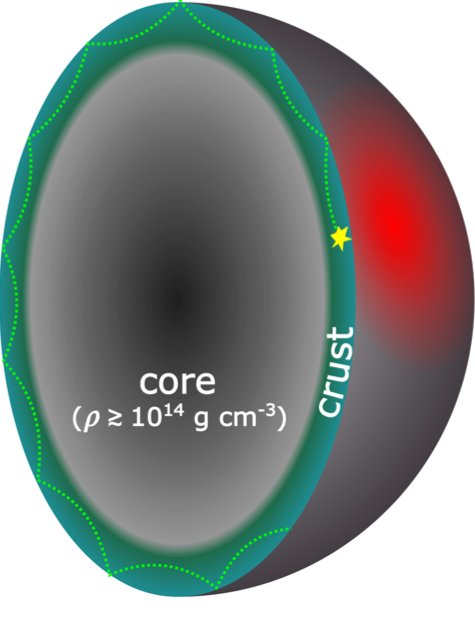 core
(ρ ≳ 10¹⁴ g cm⁻³)
crust